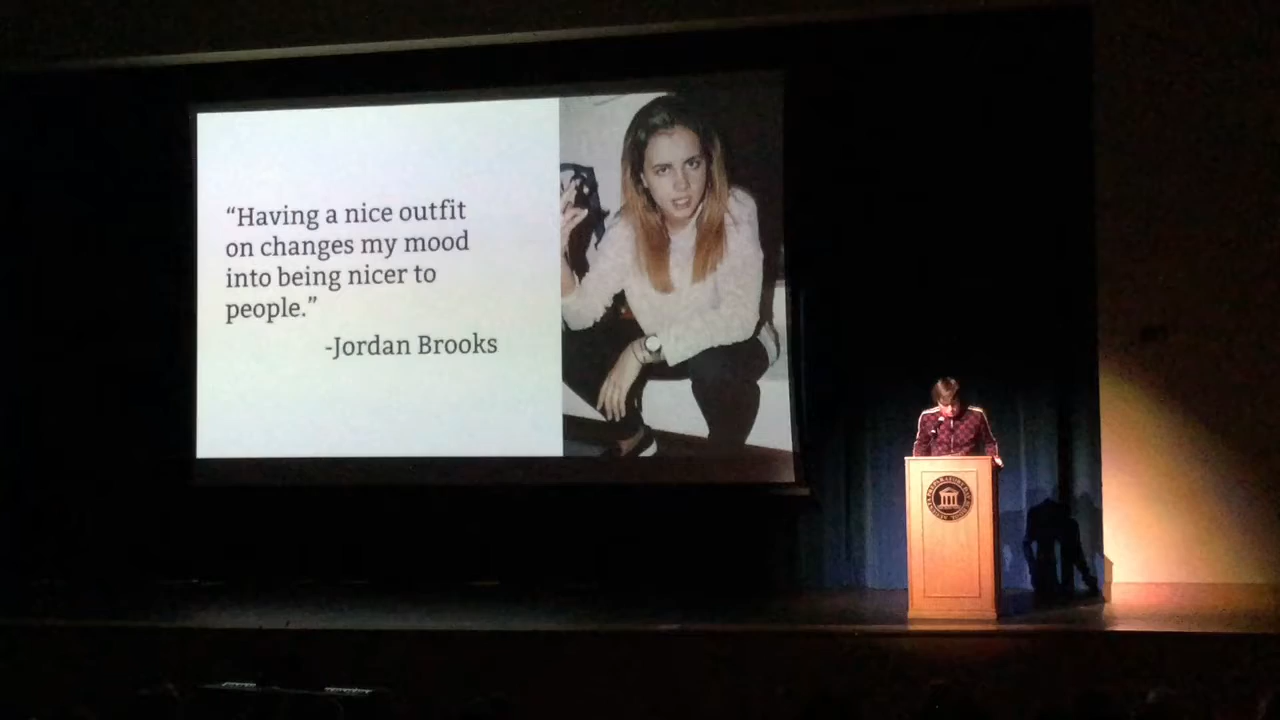 “Having a nice outfit
on changes my mood
into being nicer to
people.”
-Jordan Brooks